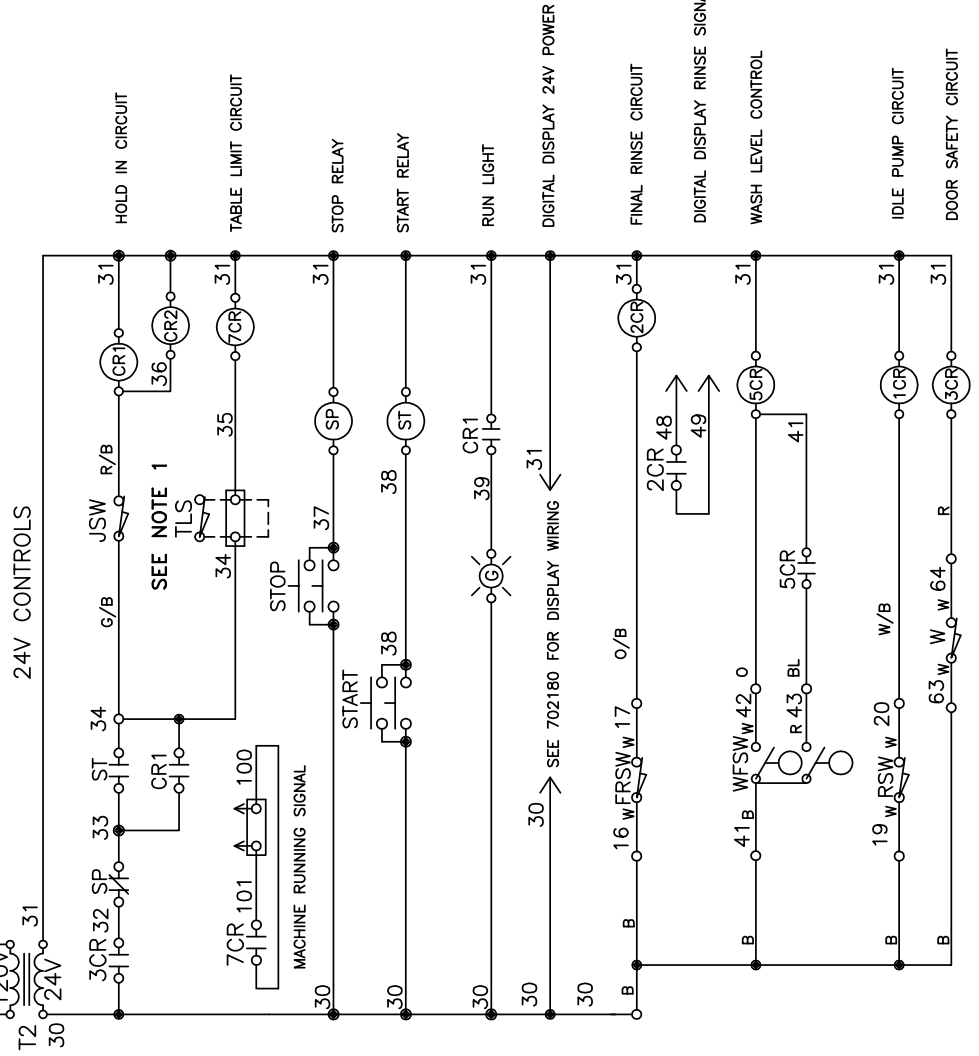 24V CONTROLS
120V
T2
24V
30
31
3CR
32
SP
33
ST
34
G/B
JSW
R/B
CR1
31
HOLD IN CIRCUIT
CR1
36
CR2
SEE NOTE 1
TLS
34
35
7CR
31
TABLE LIMIT CIRCUIT
7CR
101
100
MACHINE RUNNING SIGNAL
30
STOP
37
SP
31
STOP RELAY
30
START
38
38
ST
31
START RELAY
30
G
39
CR1
31
RUN LIGHT
30
30
SEE 702180 FOR DISPLAY WIRING
31
DIGITAL DISPLAY 24V POWER
30
B
B
16
W
FRSW
W
17
O/B
2CR
31
FINAL RINSE CIRCUIT
2CR
48
49
DIGITAL DISPLAY RINSE
B
41
B
WFSW
W
42
O
5CR
31
WASH LEVEL CONTROL
R
43
BL
5CR
41
B
19
W
RSW
W
20
W/B
1CR
31
IDLE PUMP CIRCUIT
B
63
W
W
W
64
R
3CR
31
DOOR SAFETY CIRCUIT